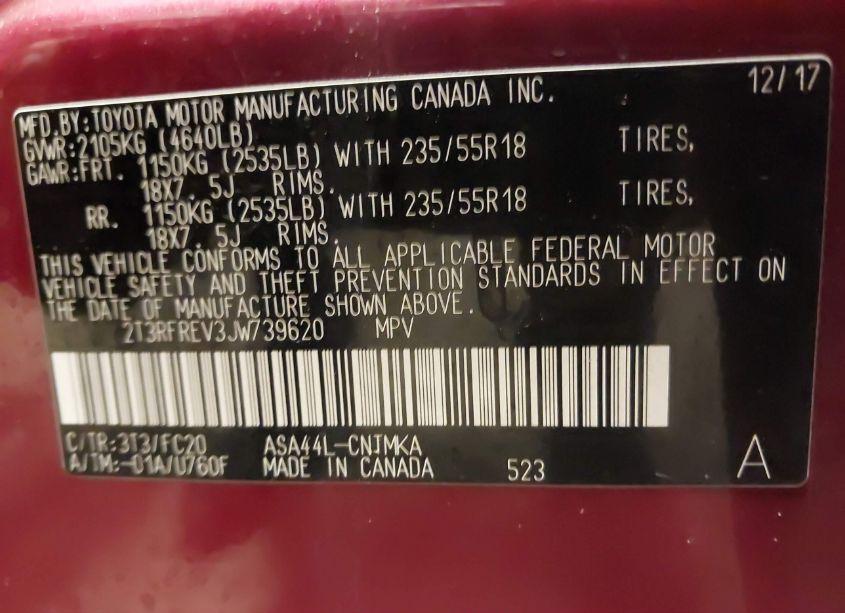 12/17
MFD.BY:TOYOTA MOTOR MANUFACTURING CANADA INC.
GVWR:2105KG (4640LB)
GAWR:FRT. 1150KG (2535LB) WITH 235/55R18 TIRES,
18X7. 5J RIMS.
RR. 1150KG (2535LB) WITH 235/55R18 TIRES,
18X7. 5J RIMS.
THIS VEHICLE CONFORMS TO ALL APPLICABLE FEDERAL MOTOR
VEHICLE SAFETY AND THEFT PREVENTION STANDARDS IN EFFECT ON
THE DATE OF MANUFACTURE SHOWN ABOVE.
2T3RFREV3JW739620 MPV
C/TR:3T3/FC20 ASA44L-CNJMKA
A/TM:-01A/U760F MADE IN CANADA 523 A